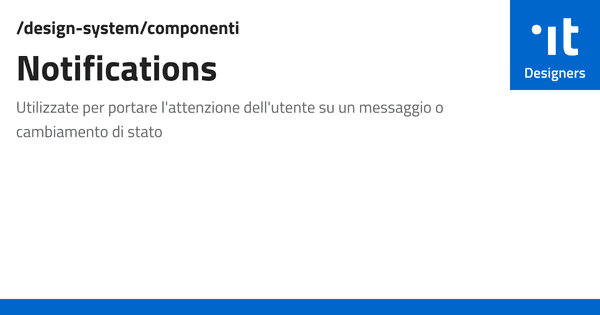 /design-system/componenti
Notifications
Utilizzate per portare l'attenzione dell'utente su un messaggio o
cambiamento di stato
.it
Designers